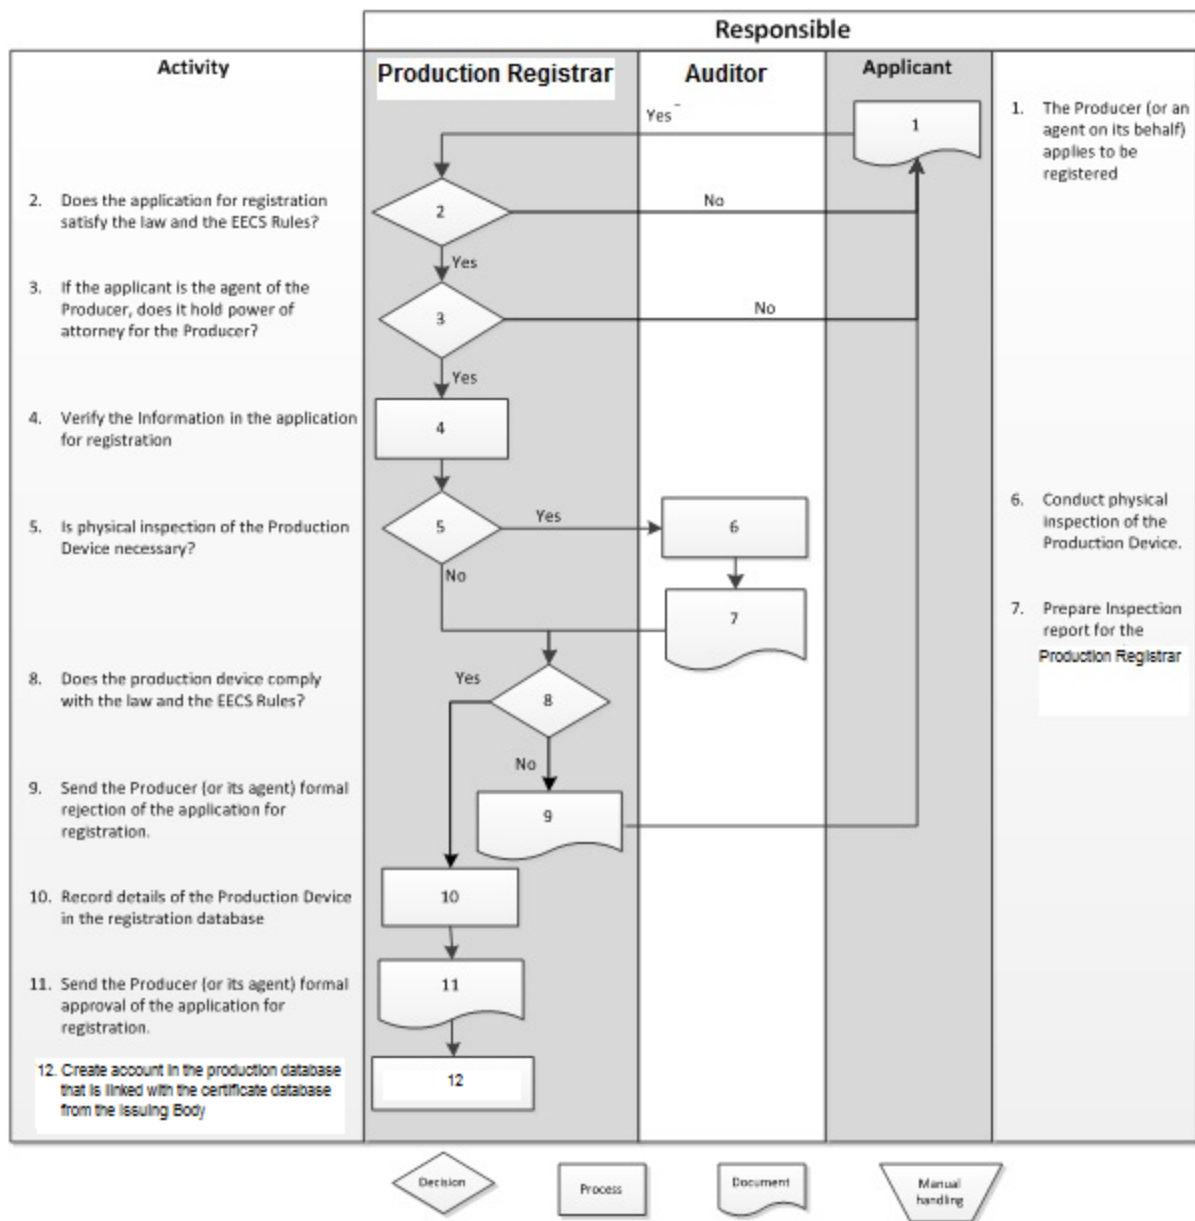 Responsible
Activity
Production Registrar
Auditor
Applicant
Yes
1
1. The Producer (or an
agent on its behalf)
applies to be
registered
2. Does the application for registration
satisfy the law and the EECS Rules?
2
No
Yes
3. If the applicant is the agent of the
Producer, does it hold power of
attorney for the Producer?
3
No
Yes
4. Verify the Information in the application
for registration
4
5. Is physical inspection of the Production
Device necessary?
5
Yes
6
6. Conduct physical
inspection of the
Production Device.
No
7
7. Prepare Inspection
report for the
Production Registrar
8. Does the production device comply
with the law and the EECS Rules?
Yes
8
No
9. Send the Producer (or its agent) formal
rejection of the application for
registration.
9
10. Record details of the Production Device
in the registration database
10
11. Send the Producer (or its agent) formal
approval of the application for
registration.
11
12. Create account in the production database
that is linked with the certificate database
from the Issuing Body
12
Decision
Process
Document
Manual
handling